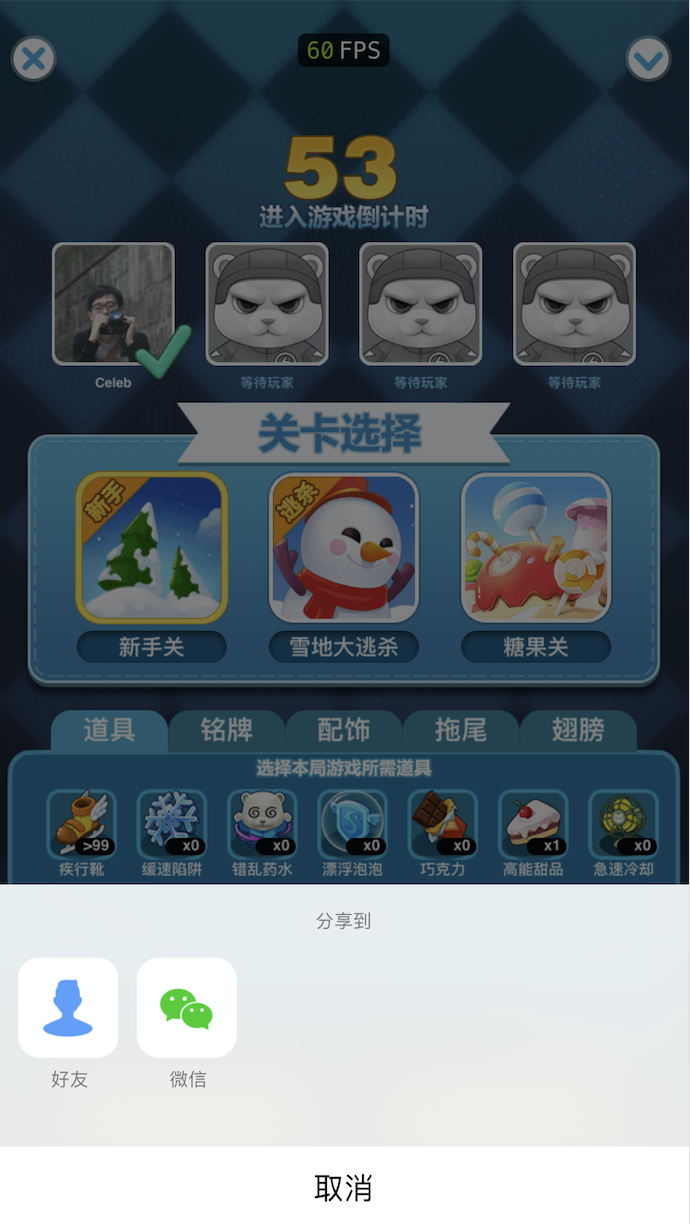 60 FPS
53
进入游戏倒计时
Celeb 等待玩家 等待玩家 等待玩家
关卡选择
新手 逃杀
新手关 雪地大逃杀 糖果关
道具 铭牌 配饰 拖尾 翅膀
选择本局游戏所需道具
>99 x0 x0 x0 x0 x1 x0
疾行靴 缓速陷阱 错乱药水 漂浮泡泡 巧克力 高能甜品 急速冷却
分享到
好友 微信
取消